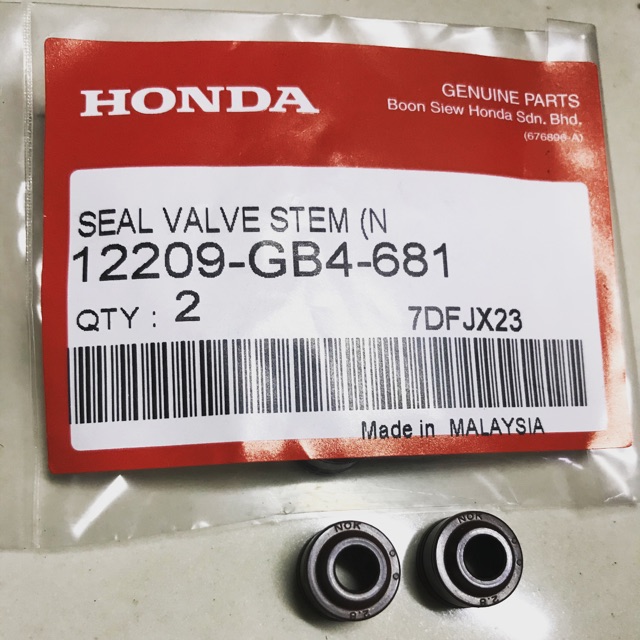 HONDA
GENUINE PARTS
Boon Siew Honda Sdn. Bhd.
SEAL VALVE STEM (N
12209-GB4-681
QTY : 2
7DFJX23
Made in MALAYSIA
NOK
NOK